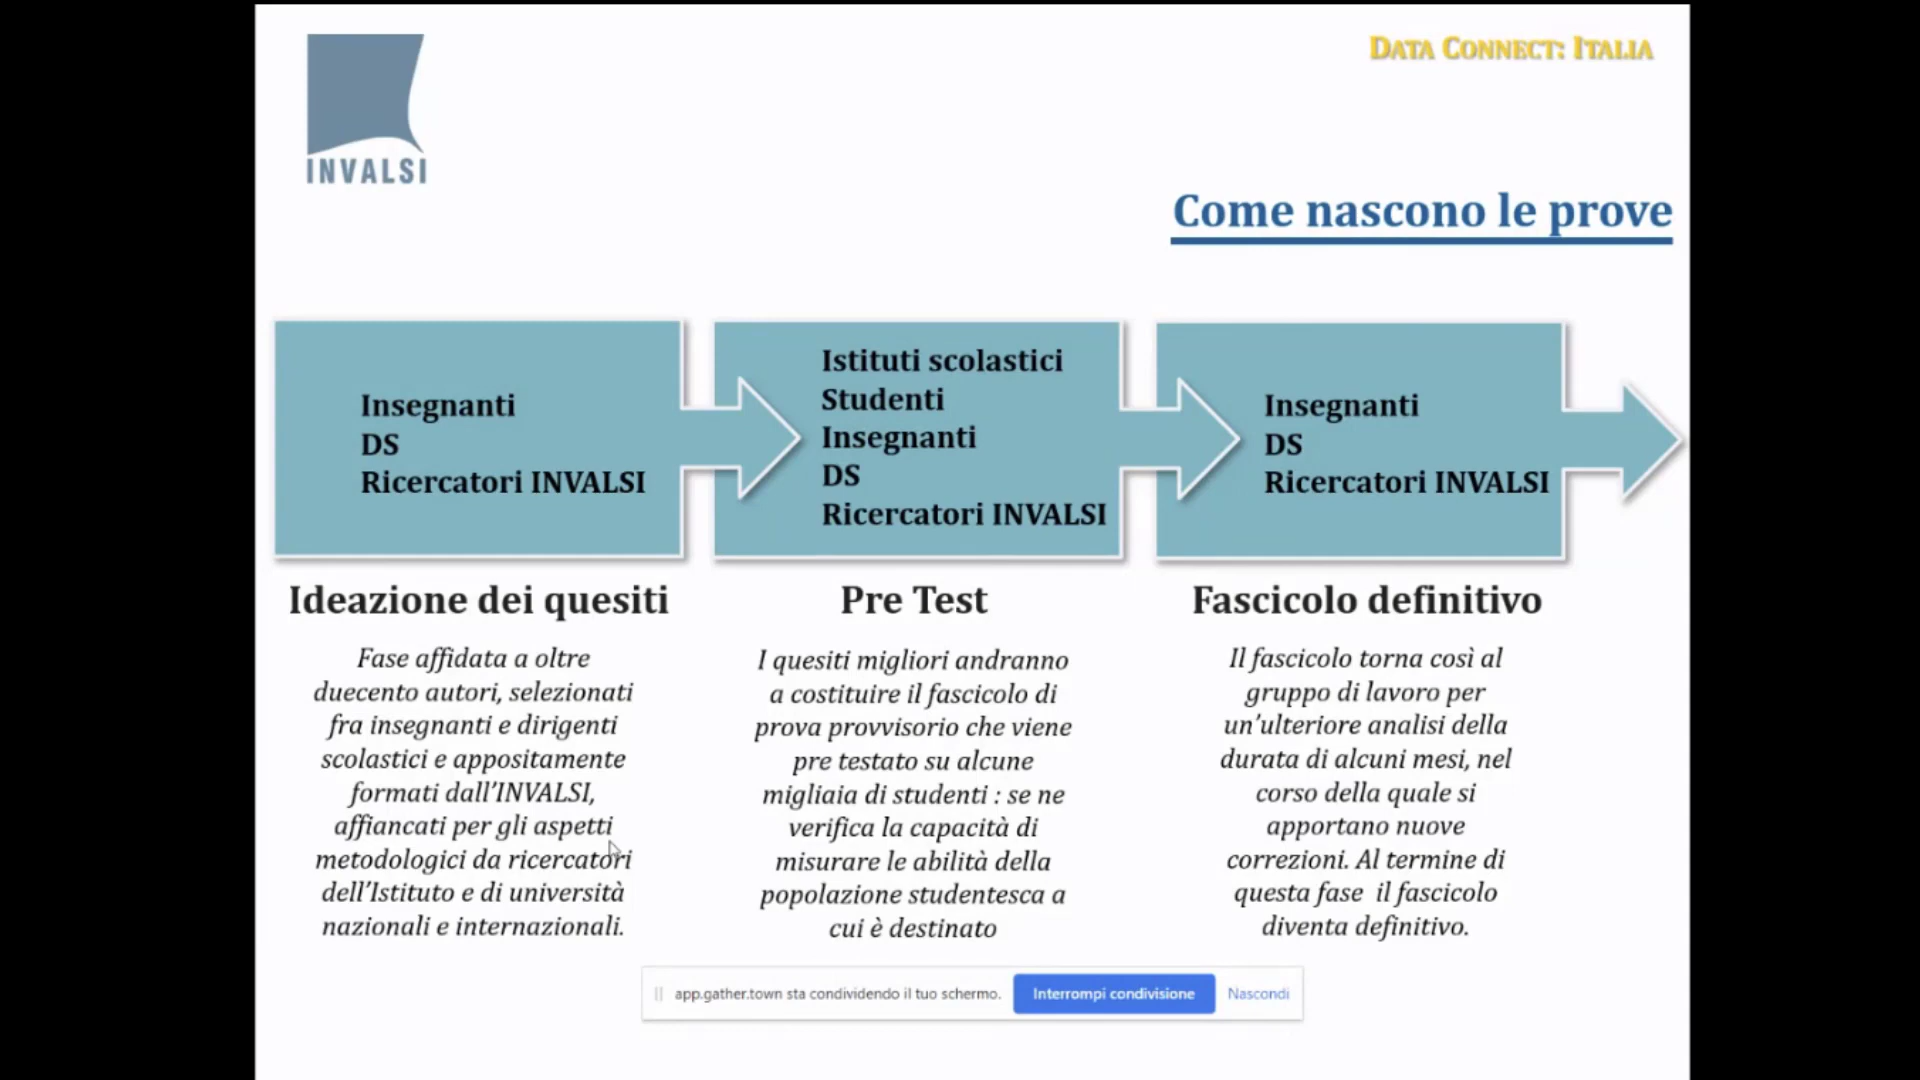 INVALSI
DATA CONNECT: ITALIA
Come nascono le prove
Insegnanti
DS
Ricercatori INVALSI
Istituti scolastici
Studenti
Insegnanti
DS
Ricercatori INVALSI
Insegnanti
DS
Ricercatori INVALSI
Ideazione dei quesiti
Fase affidata a oltre
duecento autori, selezionati
fra insegnanti e dirigenti
scolastici e appositamente
formati dall'INVALSI,
affiancati per gli aspetti
metodologici da ricercatori
dell'Istituto e di università
nazionali e internazionali.
Pre Test
I quesiti migliori andranno
a costituire il fascicolo di
prova provvisorio che viene
pre testato su alcune
migliaia di studenti : se ne
verifica la capacità di
misurare le abilità della
popolazione studentesca a
cui è destinato
Fascicolo definitivo
Il fascicolo torna così al
gruppo di lavoro per
un'ulteriore analisi della
durata di alcuni mesi, nel
corso della quale si
apportano nuove
correzioni. Al termine di
questa fase il fascicolo
diventa definitivo.
app.gather.town sta condividendo il tuo schermo.
Interrompi condivisione
Nascondi